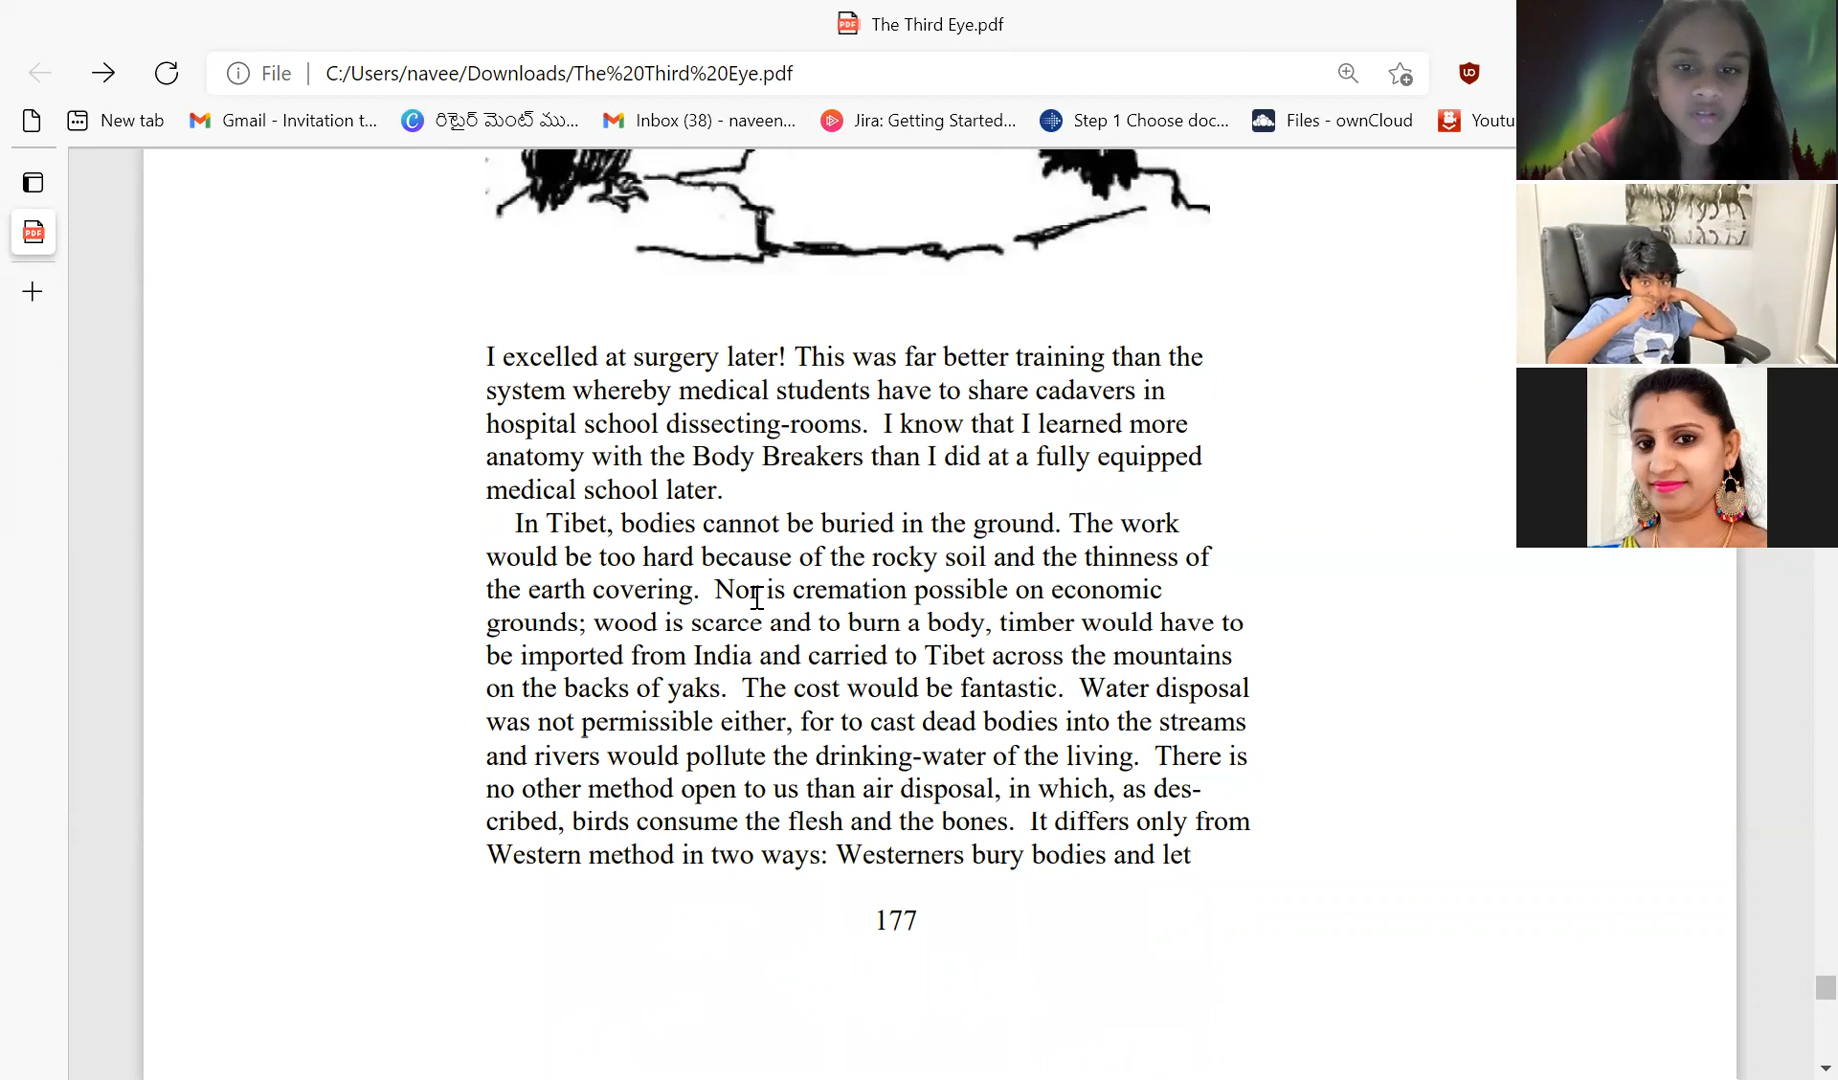 The Third Eye.pdf
File | C:/Users/navee/Downloads/The%20Third%20Eye.pdf
New tab
Gmail - Invitation t...
రిటైర్ మెంట్ ము...
Inbox (38) - naveen...
Jira: Getting Started...
Step 1 Choose doc...
Files - ownCloud
Youtu
I excelled at surgery later! This was far better training than the
system whereby medical students have to share cadavers in
hospital school dissecting-rooms. I know that I learned more
anatomy with the Body Breakers than I did at a fully equipped
medical school later.
In Tibet, bodies cannot be buried in the ground. The work
would be too hard because of the rocky soil and the thinness of
the earth covering. Nor is cremation possible on economic
grounds; wood is scarce and to burn a body, timber would have to
be imported from India and carried to Tibet across the mountains
on the backs of yaks. The cost would be fantastic. Water disposal
was not permissible either, for to cast dead bodies into the streams
and rivers would pollute the drinking-water of the living. There is
no other method open to us than air disposal, in which, as des-
cribed, birds consume the flesh and the bones. It differs only from
Western method in two ways: Westerners bury bodies and let
177